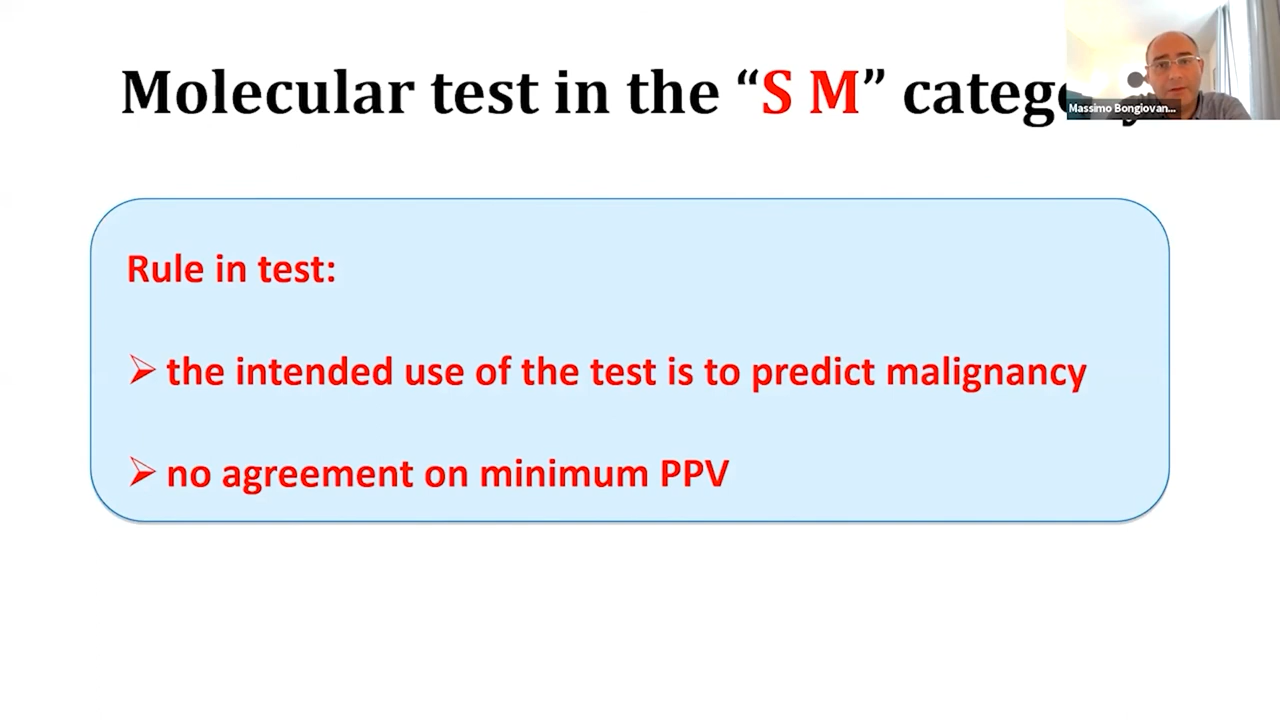 Molecular test in the “S M” 
Massimo Bongiovan...
Rule in test:
➢ the intended use of the test is to predict malignancy
➢ no agreement on minimum PPV